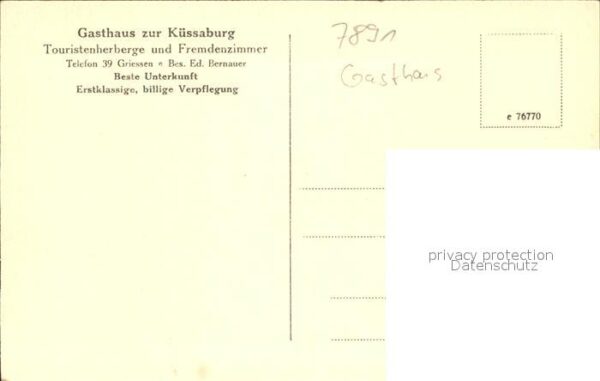 Gasthaus zur Küssaburg
Touristenherberge und Fremdenzimmer
Telefon 39 Griessen • Bes. Ed. Bernauer
Beste Unterkunft
Erstklassige, billige Verpflegung
7891
Gasthaus
e 76770
privacy protection
Datenschutz